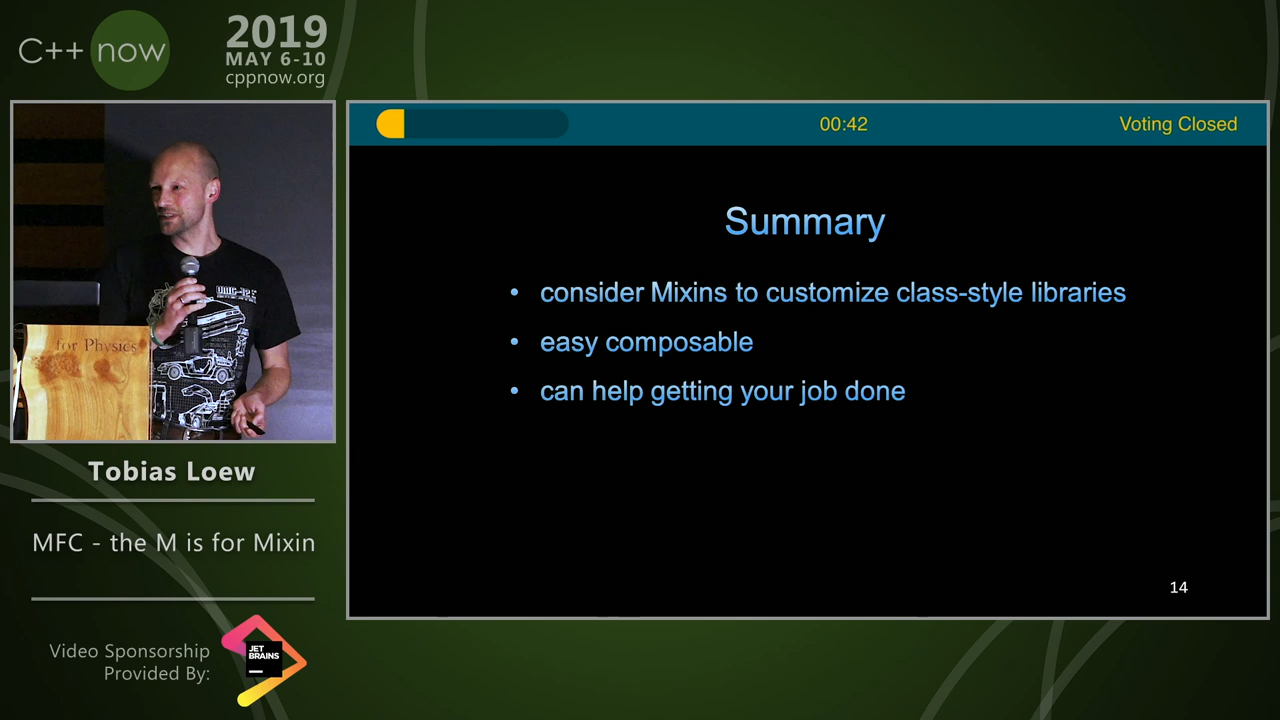 C++ now
2019
MAY 6-10
cppnow.org
00:42
Voting Closed
for Physics
Summary
• consider Mixins to customize class-style libraries
• easy composable
• can help getting your job done
14
Tobias Loew
MFC - the M is for Mixin
Video Sponsorship
Provided By:
JET
BRAINS